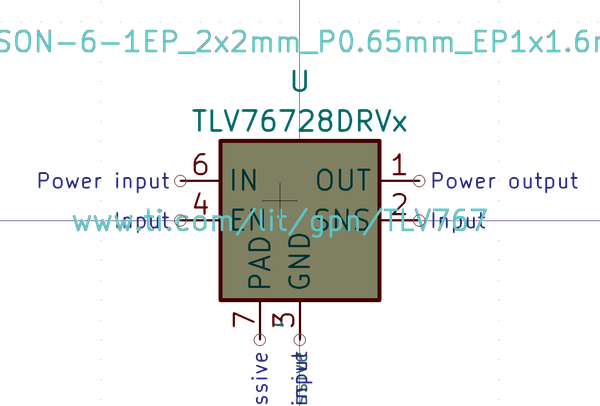 SON-6-1EP_2x2mm_P0.65mm_EP1x1.6m
U
TLV76728DRVx
Power input 6 IN OUT 1 Power output
Input 4 EN SNS 2 Input
www.ti.com/lit/gpn/TLV767
PAD GND
7 3
ssive input